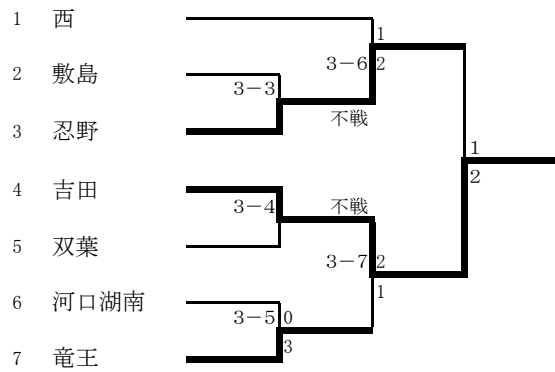 1 西
1
3-6 2
2 敷島
3-3
不戦
3 忍野
1
2
4 吉田
3-4 不戦
5 双葉
3-7 2
1
6 河口湖南
3-5 0
3
7 竜王